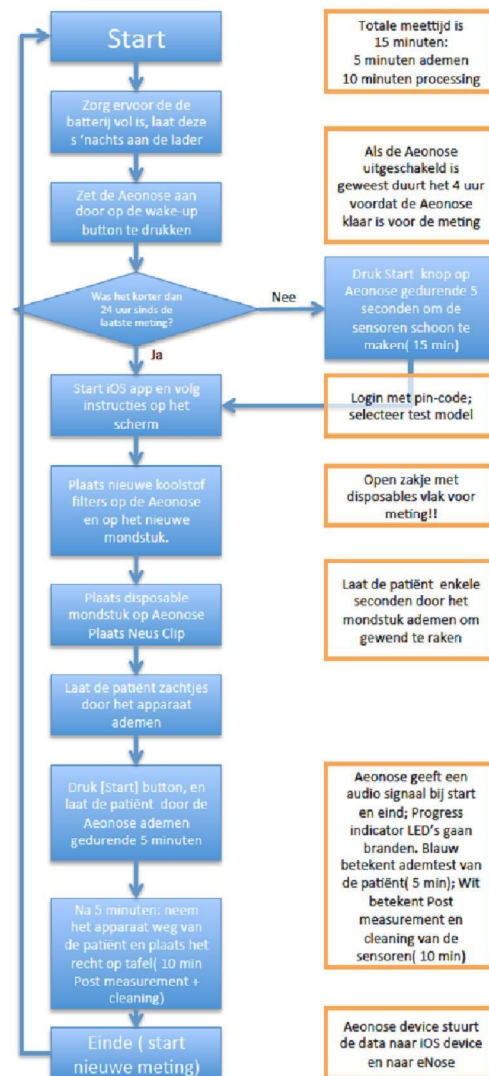 Start
Totale meettijd is
15 minuten:
5 minuten ademen
10 minuten processing
Zorg ervoor de de
batterij vol is, laat deze
s 'nachts aan de lader
Als de Aeonose
uitgeschakeld is
geweest duurt het 4 uur
voordat de Aeonose
klaar is voor de meting
Zet de Aeonose aan
door op de wake-up
button te drukken
Was het korter dan
24 uur sinds de
laatste meting?
Nee
Druk Start knop op
Aeonose gedurende 5
seconden om de
sensoren schoon te
maken( 15 min)
Ja
Start iOS app en volg
instructies op het
scherm
Login met pin-code;
selecteer test model
Plaats nieuwe koolstof
filters op de Aeonose
en op het nieuwe
mondstuk.
Open zakje met
disposables vlak voor
meting!!
Plaats disposable
mondstuk op Aeonose
Plaats Neus Clip
Laat de patiënt enkele
seconden door het
mondstuk ademen om
gewend te raken
Laat de patiënt zachtjes
door het apparaat
ademen
Druk [Start] button, en
laat de patiënt door de
Aeonose ademen
gedurende 5 minuten
Aeonose geeft een
audio signaal bij start
en eind; Progress
indicator LED's gaan
branden. Blauw
betekent ademtest van
de patiënt( 5 min); Wit
betekent Post
measurement en
cleaning van de
sensoren( 10 min)
Na 5 minuten: neem
het apparaat weg van
de patiënt en plaats het
recht op tafel( 10 min
Post measurement +
cleaning)
Einde ( start
nieuwe meting)
Aeonose device stuurt
de data naar iOS device
en naar eNose